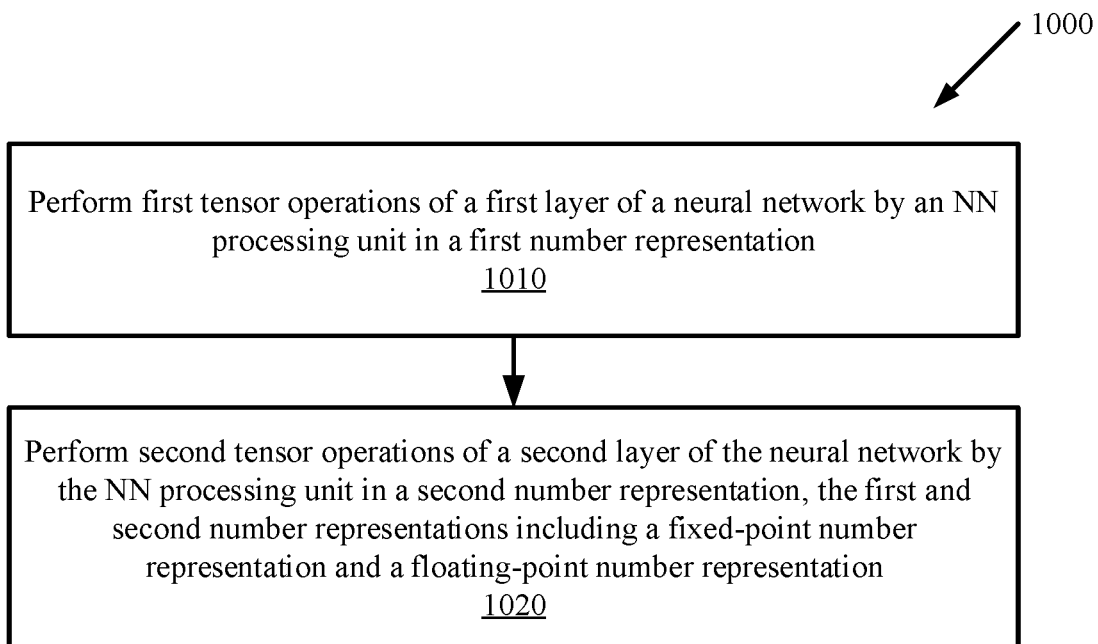 1000
Perform first tensor operations of a first layer of a neural network by an NN
processing unit in a first number representation
1010
Perform second tensor operations of a second layer of the neural network by
the NN processing unit in a second number representation, the first and
second number representations including a fixed-point number
representation and a floating-point number representation
1020